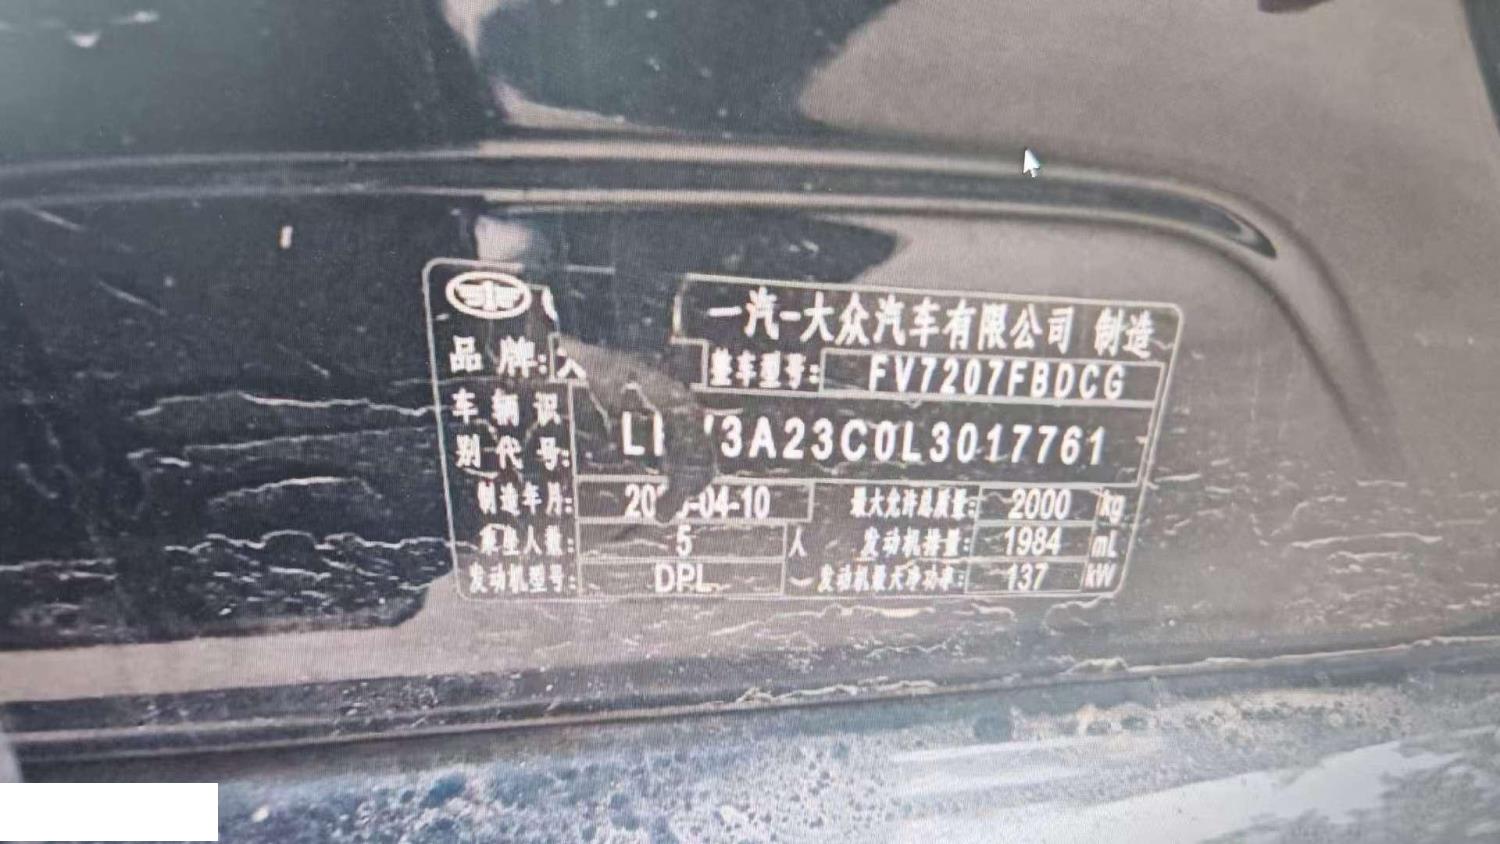 一汽-大众汽车有限公司 制造
品牌: 整车型号: FV7207FBDCG
车辆识别代号: 3A23C0L3017761
制造年月: -04-10 最大允许总质量: 2000 kg
乘坐人数: 5 人 发动机排量: 1984 mL
发动机型号: DPL 发动机最大净功率: 137 kW